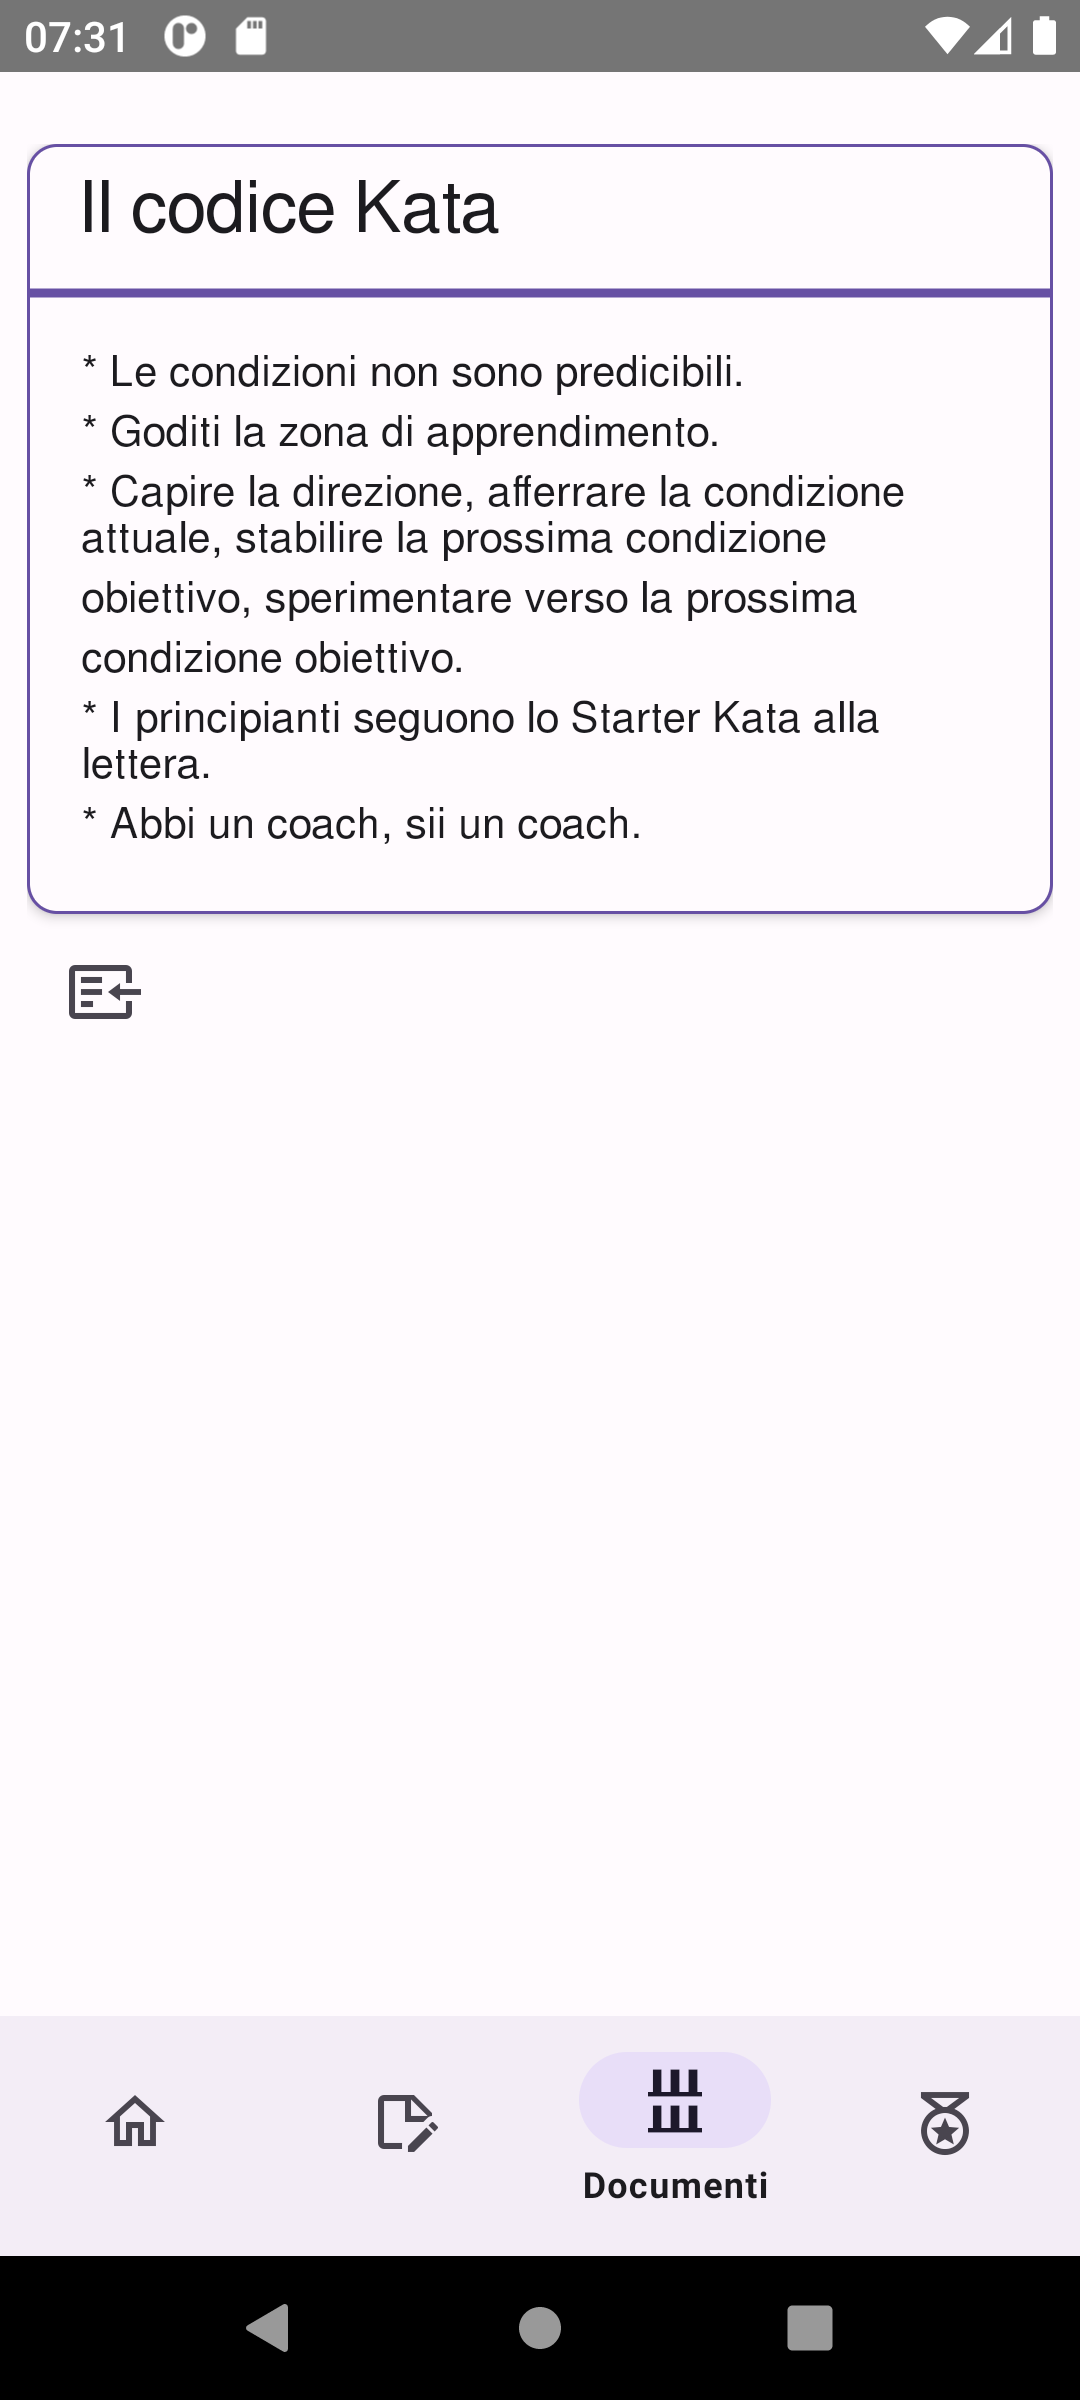 07:31
Il codice Kata
* Le condizioni non sono predicibili.
* Goditi la zona di apprendimento.
* Capire la direzione, afferrare la condizione
attuale, stabilire la prossima condizione
obiettivo, sperimentare verso la prossima
condizione obiettivo.
* I principianti seguono lo Starter Kata alla
lettera.
* Abbi un coach, sii un coach.
Documenti